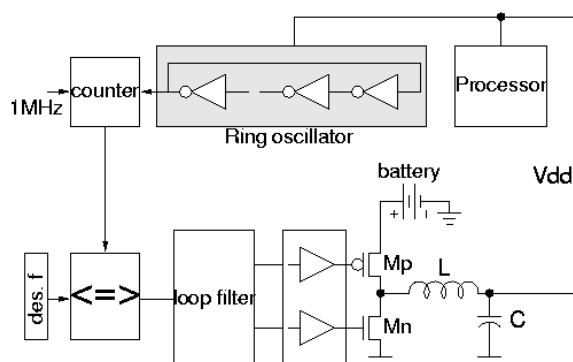 counter
1MHz
Processor
Ring oscillator
Vdd
battery
+ -
Mp
L
des. f
<=>
loop filter
Mn
C